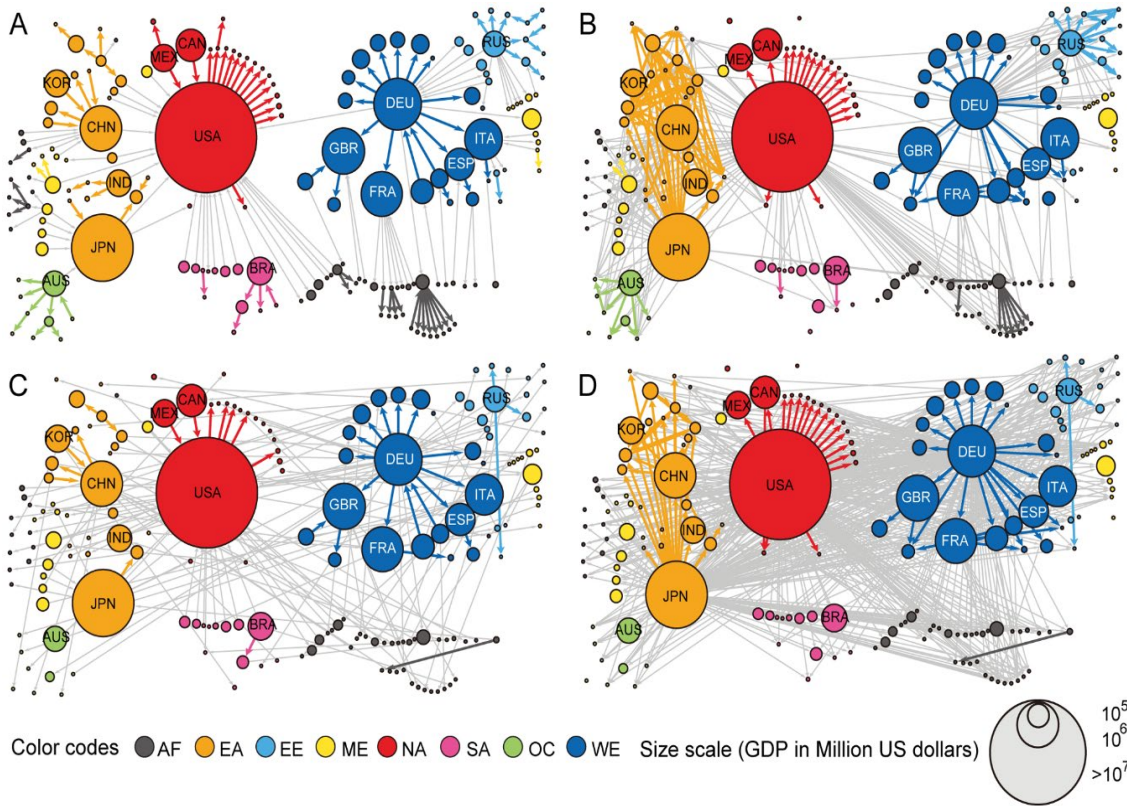 A
KOR
CHN
IND
JPN
AUS
MEX
CAN
USA
BRA
DEU
GBR
FRA
ESP
ITA
RUS
B
KOR
CHN
IND
JPN
AUS
MEX
CAN
USA
BRA
DEU
GBR
FRA
ESP
ITA
RUS
C
KOR
CHN
IND
JPN
AUS
MEX
CAN
USA
BRA
DEU
GBR
FRA
ESP
ITA
RUS
D
KOR
CHN
IND
JPN
AUS
MEX
CAN
USA
BRA
DEU
GBR
FRA
ESP
ITA
RUS
Color codes AF EA EE ME NA SA OC WE Size scale (GDP in Million US dollars)
10⁵
10⁶
>10⁷